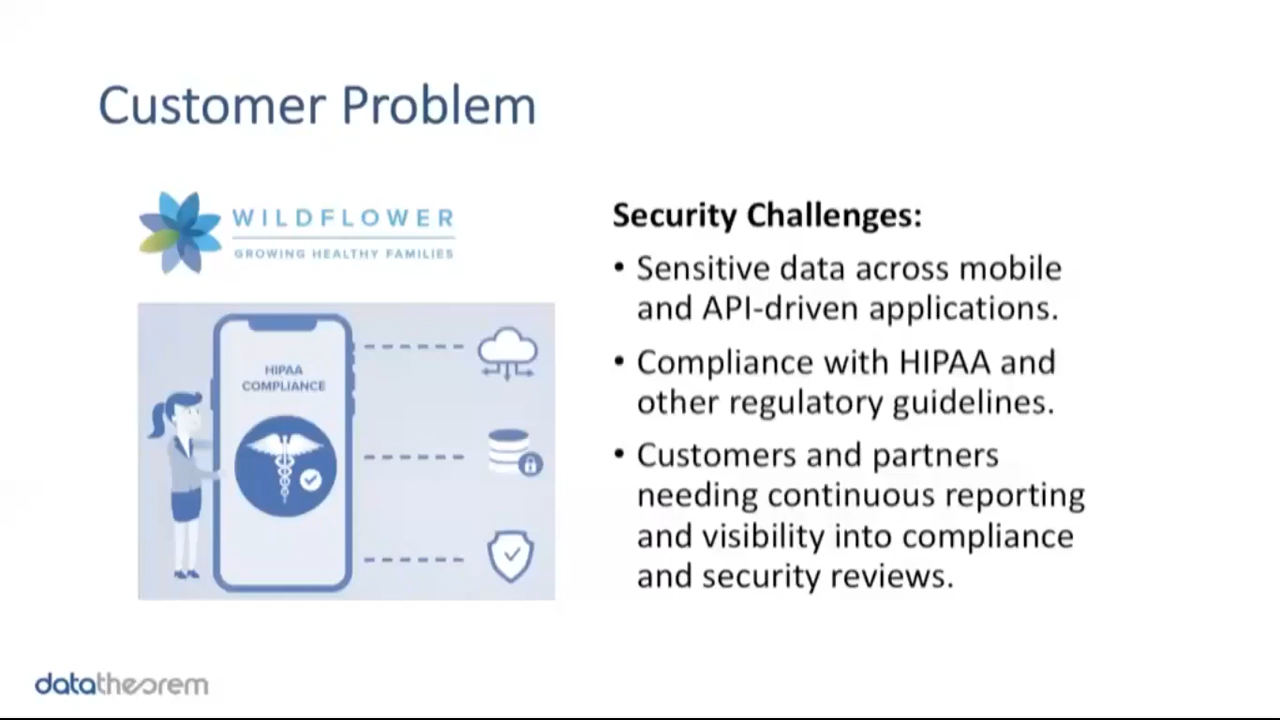 Customer Problem
WILDFLOWER
GROWING HEALTHY FAMILIES
HIPAA
COMPLIANCE
Security Challenges:
• Sensitive data across mobile
and API-driven applications.
• Compliance with HIPAA and
other regulatory guidelines.
• Customers and partners
needing continuous reporting
and visibility into compliance
and security reviews.
datatheorem